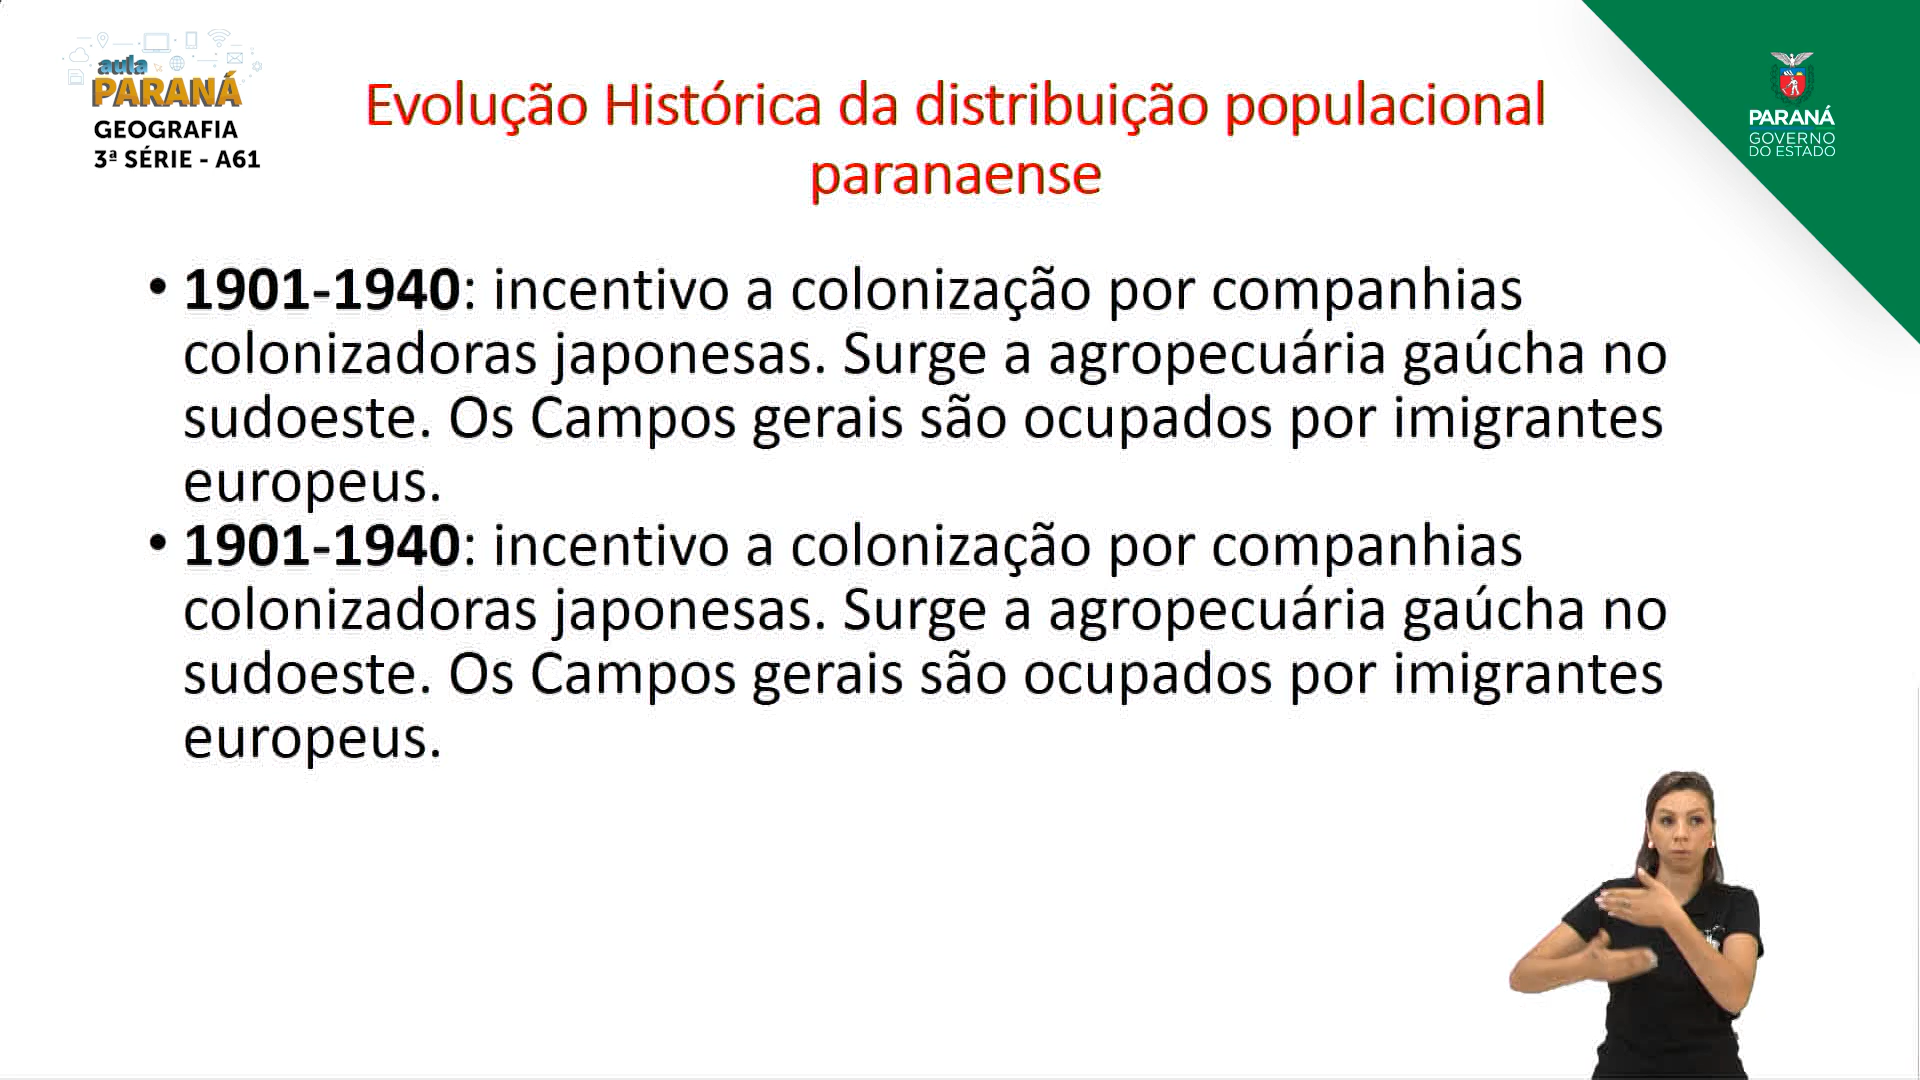 aula
PARANÁ
GEOGRAFIA
3ª SÉRIE - A61
Evolução Histórica da distribuição populacional
paranaense
PARANÁ
GOVERNO
DO ESTADO
• 1901-1940: incentivo a colonização por companhias
colonizadoras japonesas. Surge a agropecuária gaúcha no
sudoeste. Os Campos gerais são ocupados por imigrantes
europeus.
• 1901-1940: incentivo a colonização por companhias
colonizadoras japonesas. Surge a agropecuária gaúcha no
sudoeste. Os Campos gerais são ocupados por imigrantes
europeus.